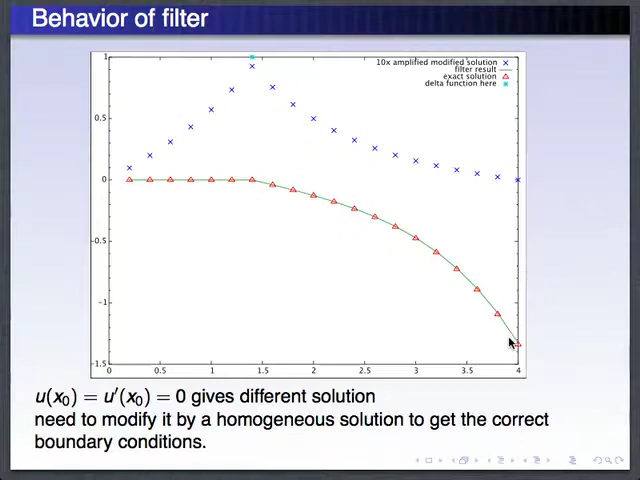 Behavior of filter
10x amplified modified solution
filter result
exact solution
delta function here
1
0.5
0
-0.5
-1
-1.5
0 0.5 1 1.5 2 2.5 3 3.5 4
u(x₀) = u′(x₀) = 0 gives different solution
need to modify it by a homogeneous solution to get the correct
boundary conditions.